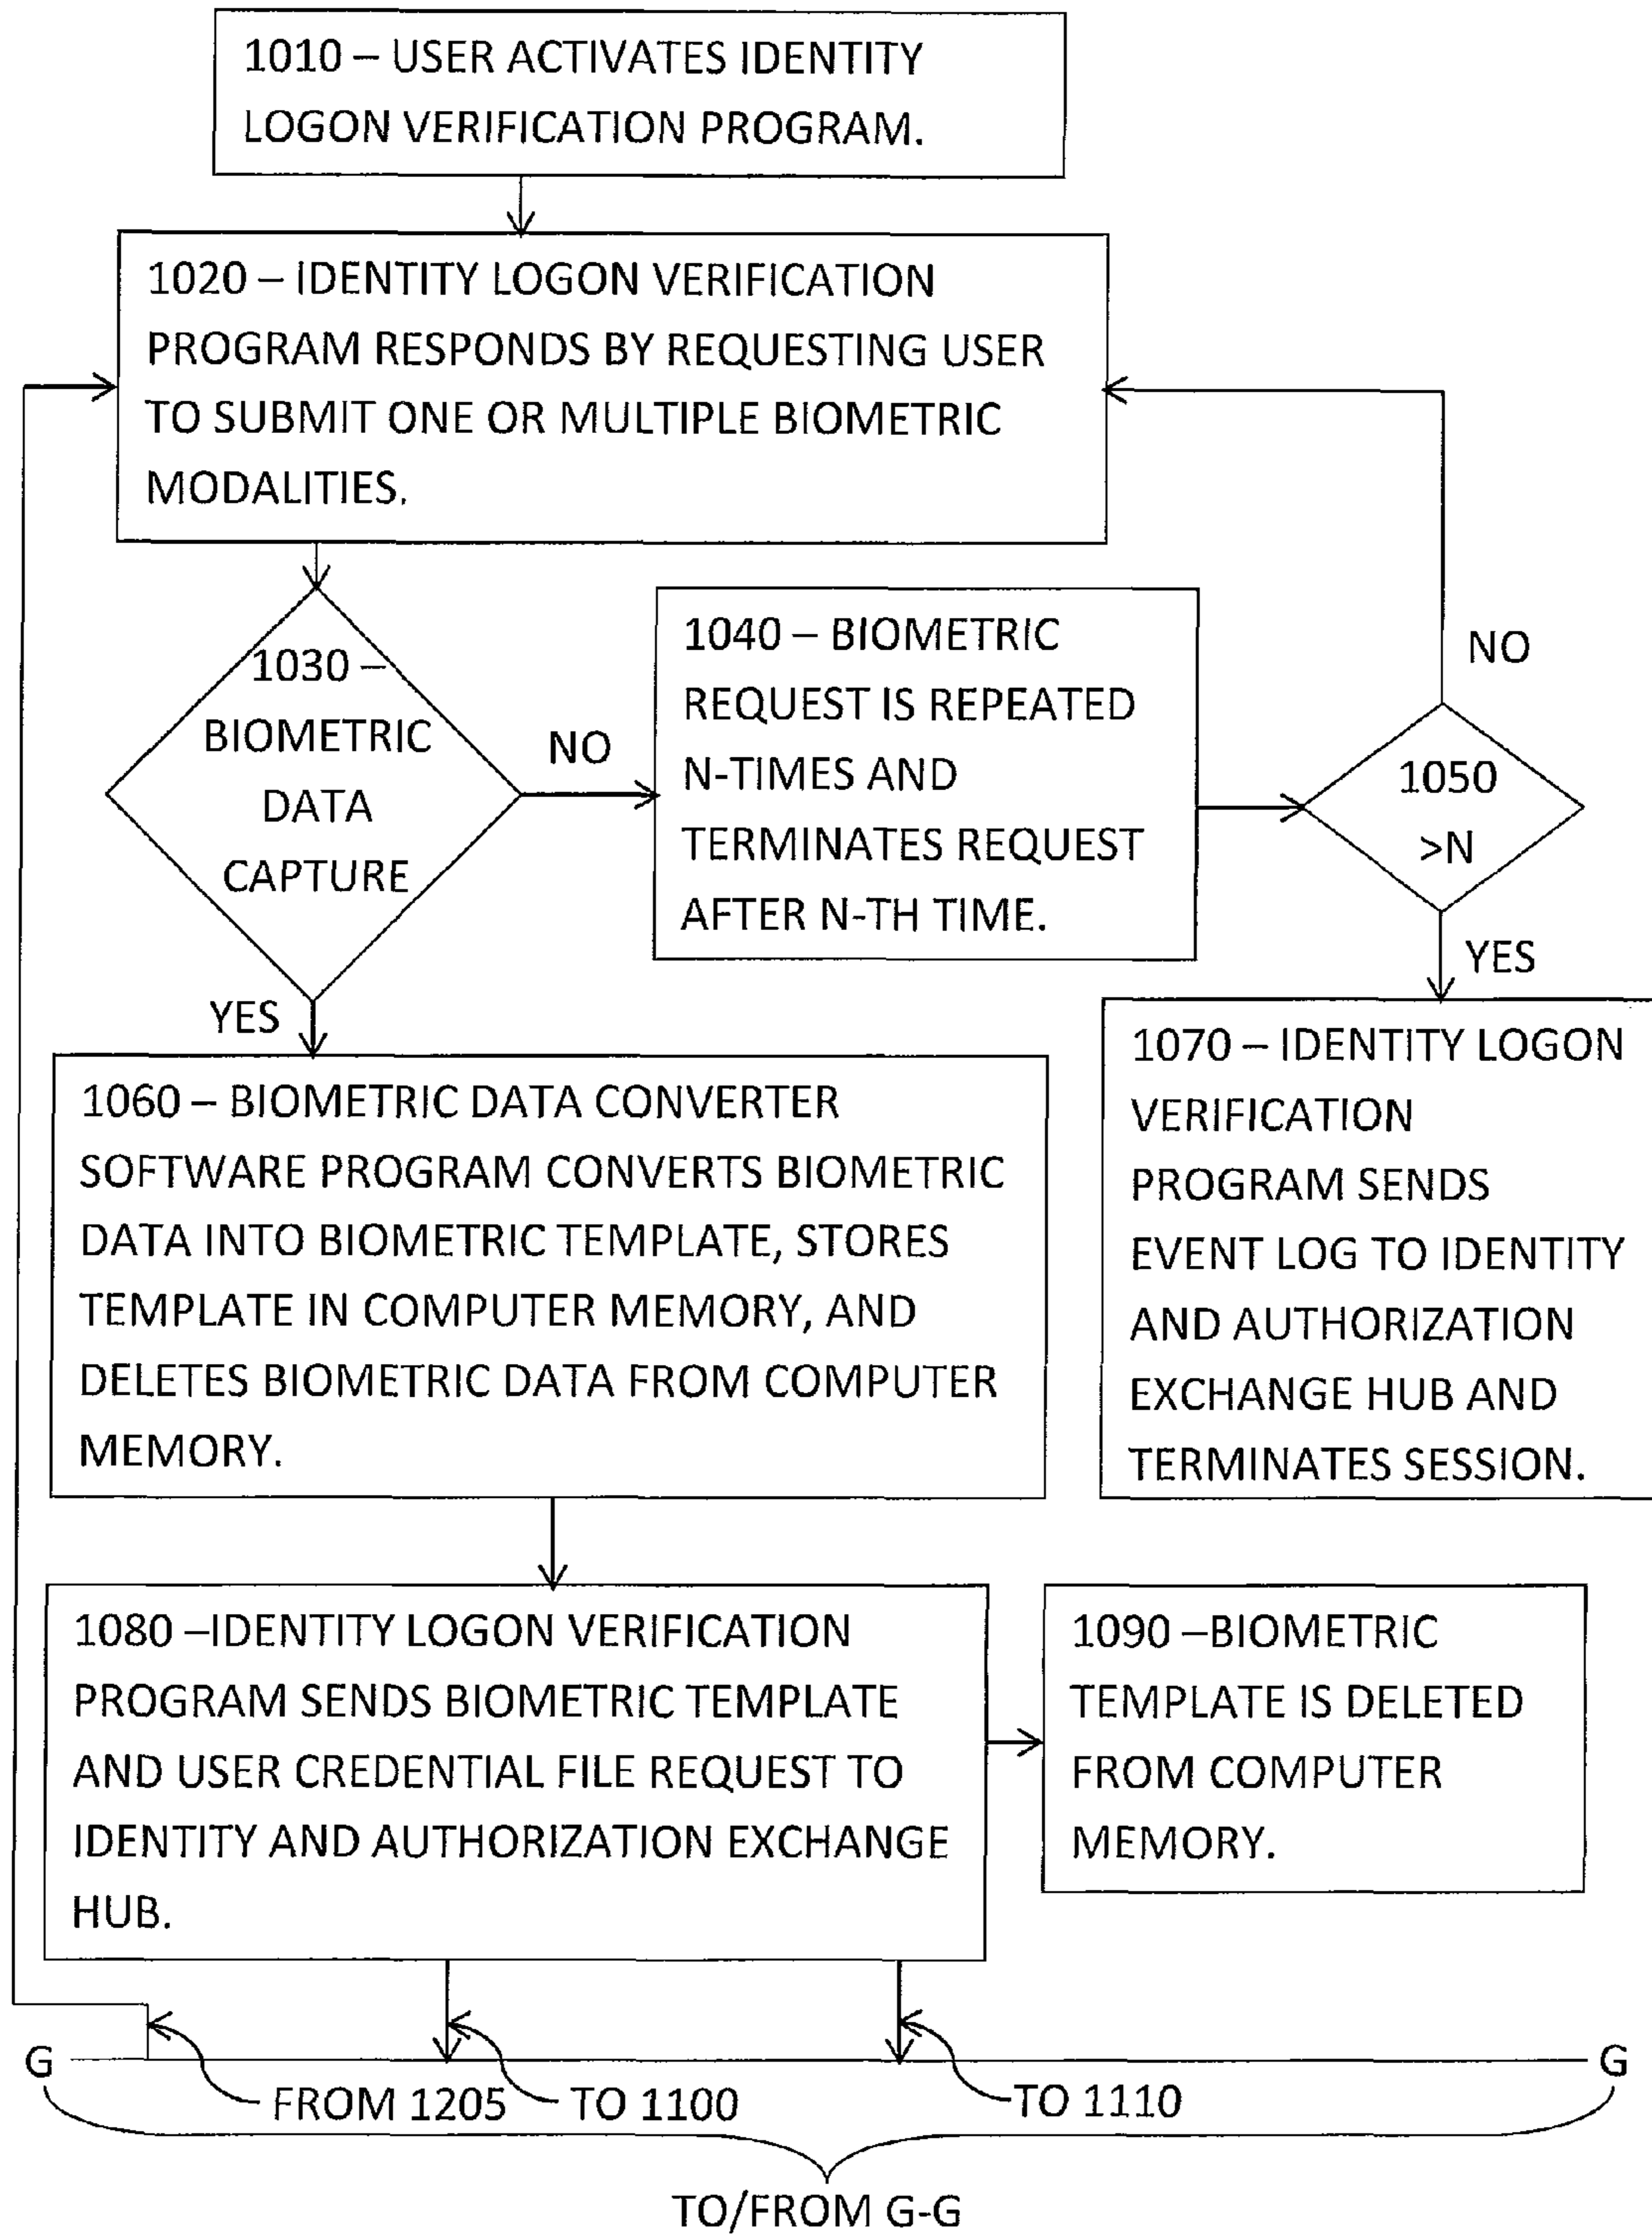 1010 – USER ACTIVATES IDENTITY
LOGON VERIFICATION PROGRAM.
1020 – IDENTITY LOGON VERIFICATION
PROGRAM RESPONDS BY REQUESTING USER
TO SUBMIT ONE OR MULTIPLE BIOMETRIC
MODALITIES.
1030 –
BIOMETRIC
DATA
CAPTURE
NO
1040 – BIOMETRIC
REQUEST IS REPEATED
N-TIMES AND
TERMINATES REQUEST
AFTER N-TH TIME.
NO
1050
>N
YES
YES
1060 – BIOMETRIC DATA CONVERTER
SOFTWARE PROGRAM CONVERTS BIOMETRIC
DATA INTO BIOMETRIC TEMPLATE, STORES
TEMPLATE IN COMPUTER MEMORY, AND
DELETES BIOMETRIC DATA FROM COMPUTER
MEMORY.
1070 – IDENTITY LOGON
VERIFICATION
PROGRAM SENDS
EVENT LOG TO IDENTITY
AND AUTHORIZATION
EXCHANGE HUB AND
TERMINATES SESSION.
1080 –IDENTITY LOGON VERIFICATION
PROGRAM SENDS BIOMETRIC TEMPLATE
AND USER CREDENTIAL FILE REQUEST TO
IDENTITY AND AUTHORIZATION EXCHANGE
HUB.
1090 –BIOMETRIC
TEMPLATE IS DELETED
FROM COMPUTER
MEMORY.
G
G
FROM 1205
TO 1100
TO 1110
TO/FROM G-G